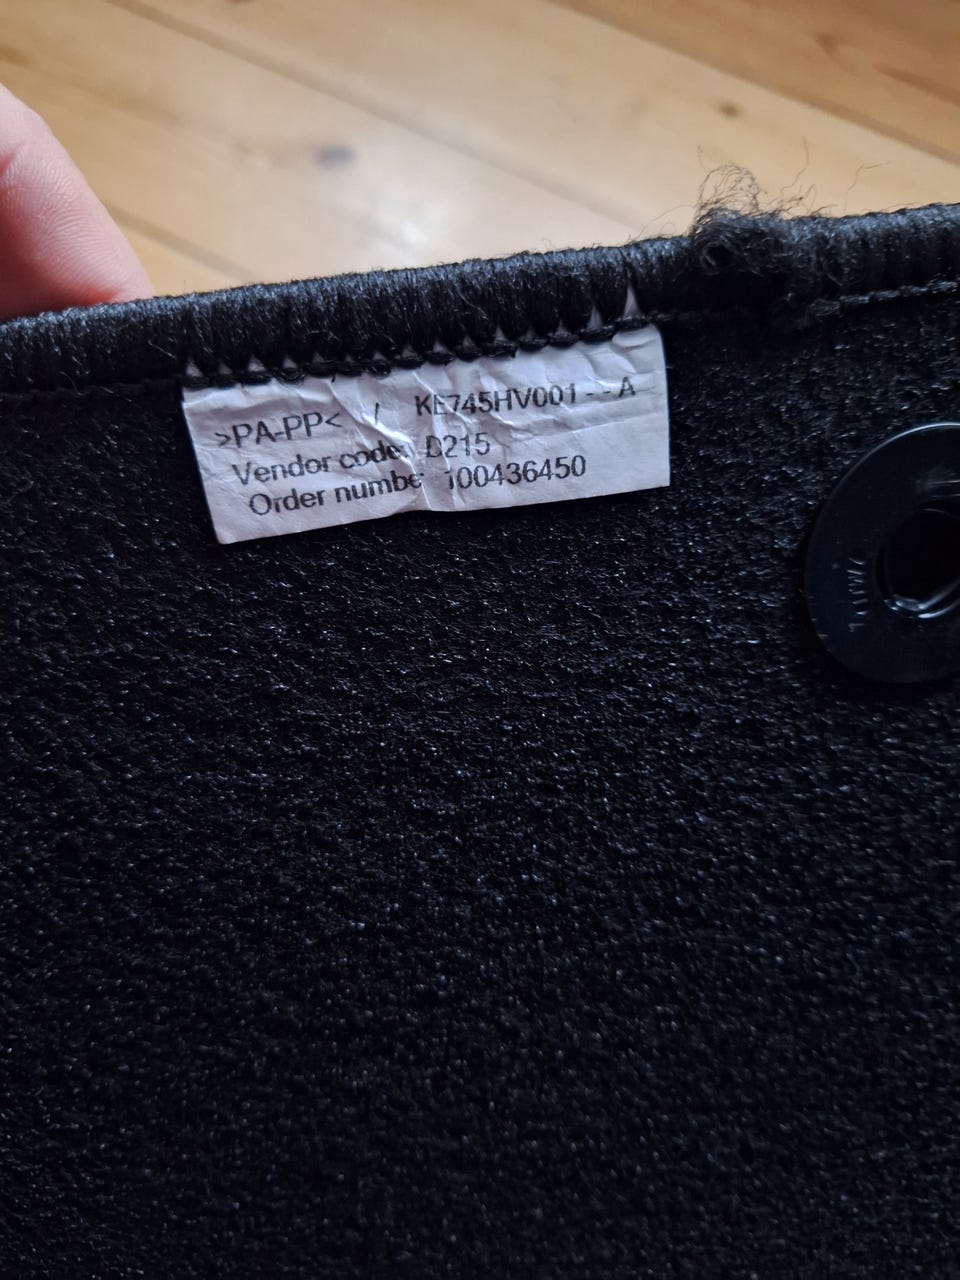 >PA-PP< / KE745HV001 - - A
Vendor code: D215
Order numbe 100436450